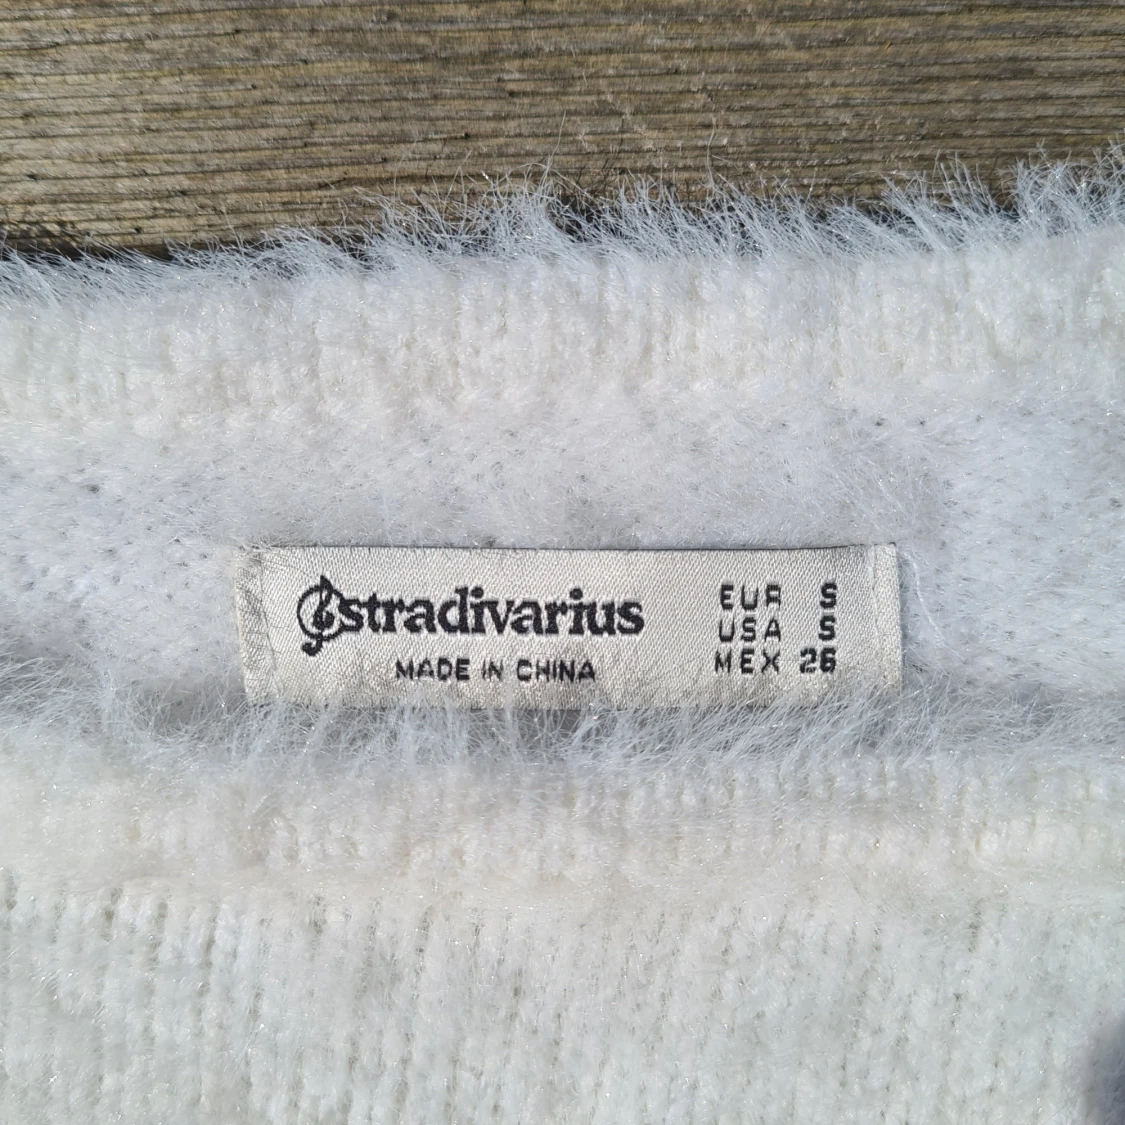 stradivarius
MADE IN CHINA
EUR S
USA S
MEX 26